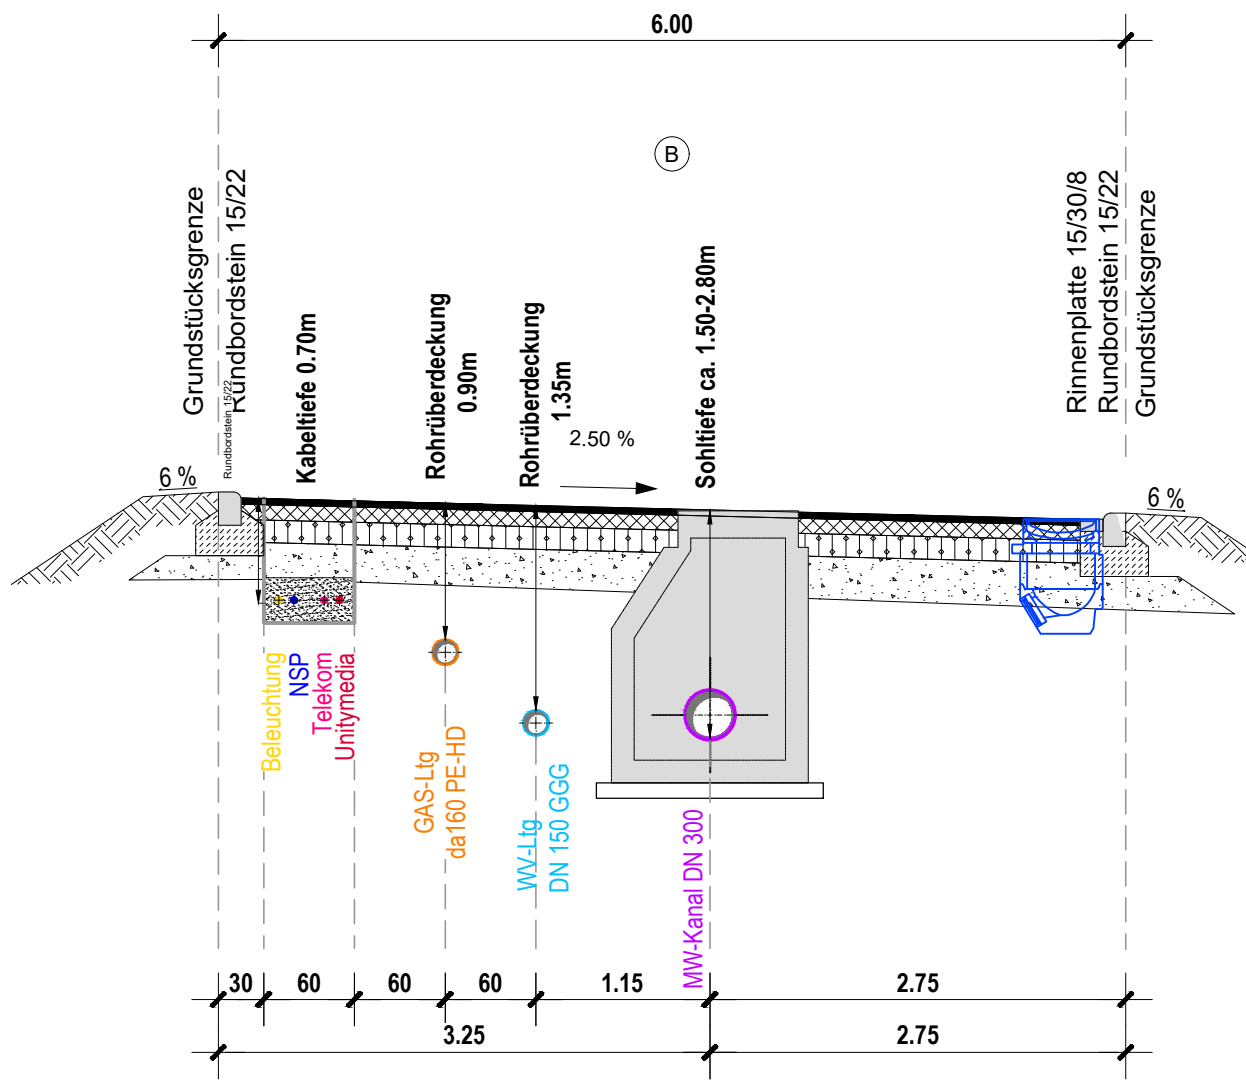 6.00
B
Grundstücksgrenze
Rundbordstein 15/22
Rundbordstein 15/22
Kabeltiefe 0.70m
Rohrüberdeckung
0.90m
Rohrüberdeckung
1.35m
2.50 %
Sohltiefe ca. 1.50-2.80m
Rinnenplatte 15/30/8
Rundbordstein 15/22
Grundstücksgrenze
6 %
6 %
Beleuchtung
NSP
Telekom
Unitymedia
GAS-Ltg
da160 PE-HD
WV-Ltg
DN 150 GGG
MW-Kanal DN 300
30
60
60
60
1.15
2.75
3.25
2.75